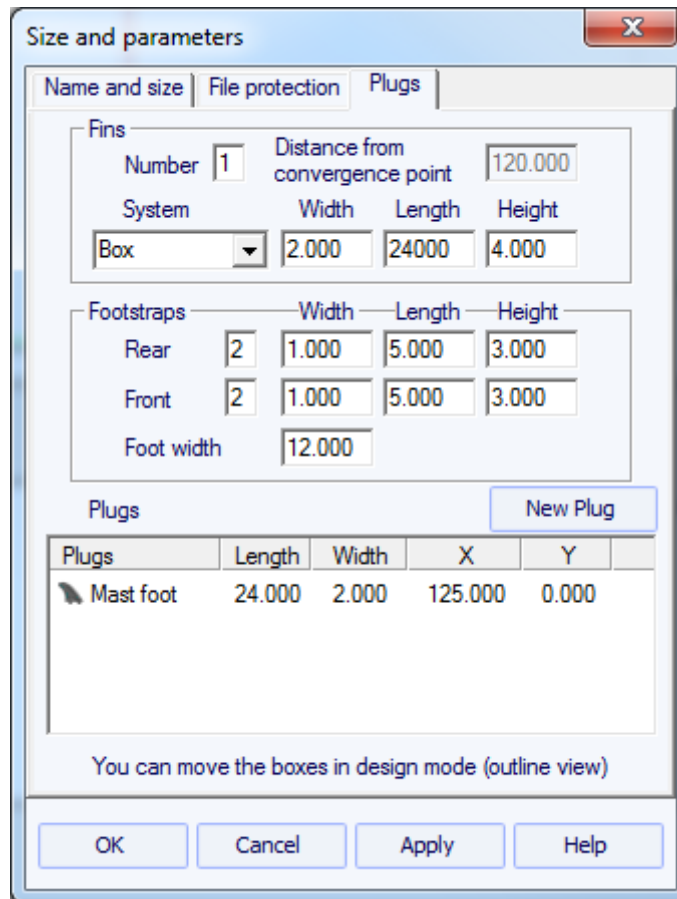 Size and parameters
Name and size File protection Plugs
Fins
Number 1 Distance from convergence point 120.000
System Width Length Height
Box 2.000 24000 4.000
Footstraps Width Length Height
Rear 2 1.000 5.000 3.000
Front 2 1.000 5.000 3.000
Foot width 12.000
Plugs New Plug
Plugs Length Width X Y
Mast foot 24.000 2.000 125.000 0.000
You can move the boxes in design mode (outline view)
OK Cancel Apply Help